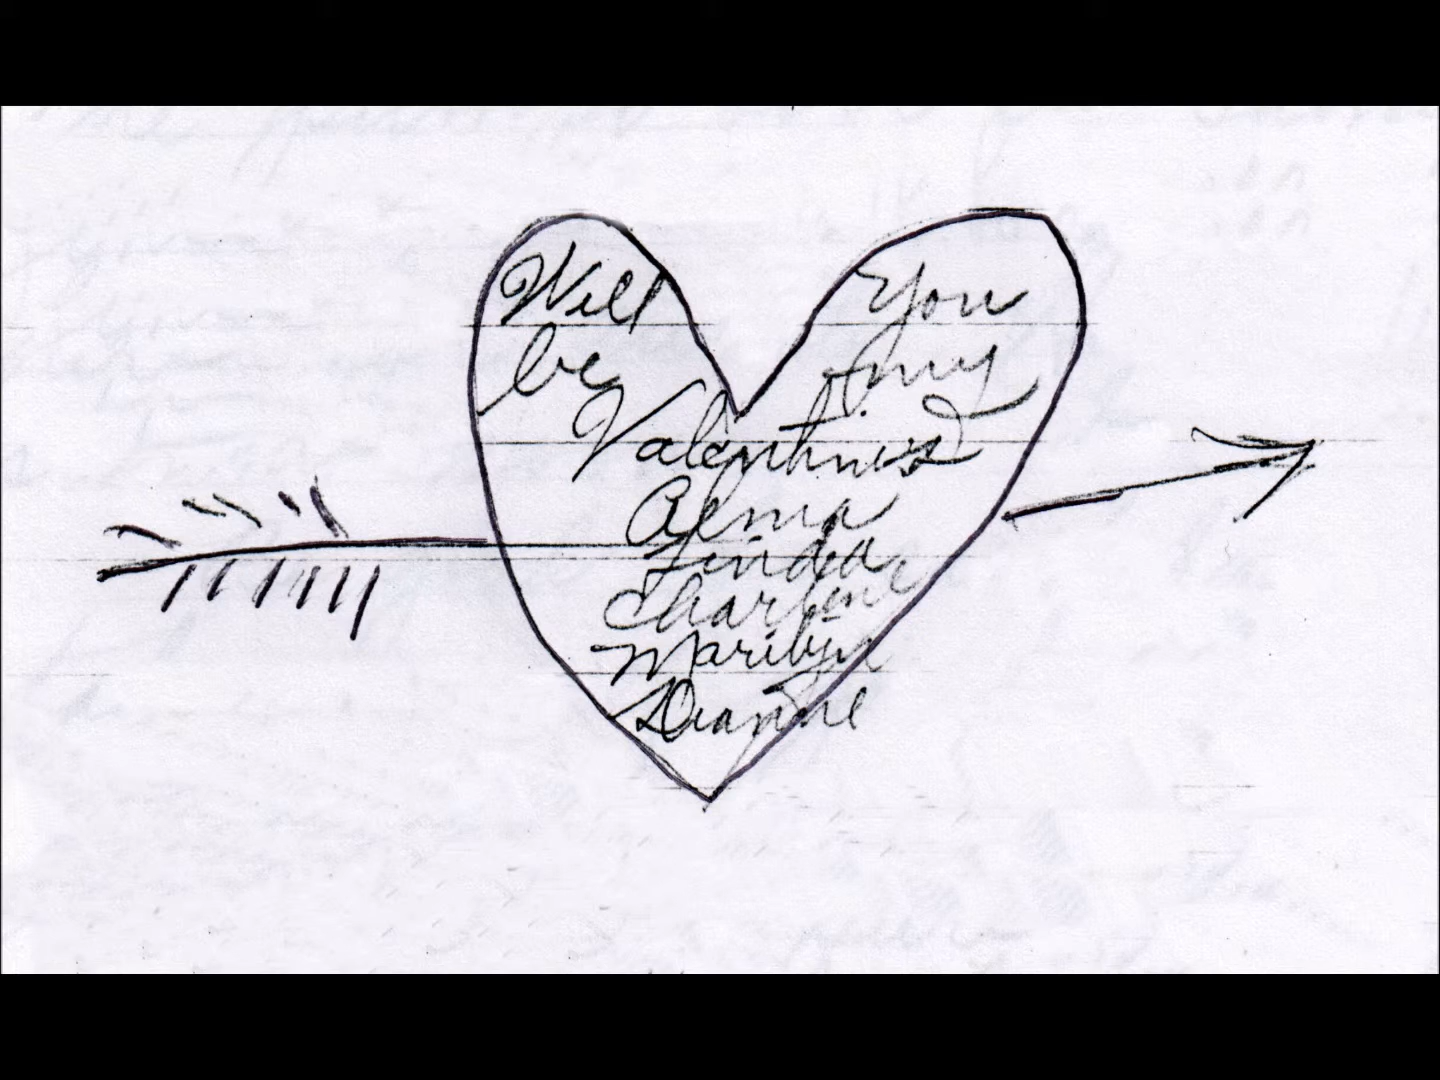 Will You
be my
Valentines
Alma
Linda
Charlene
Marilyn
Dianne